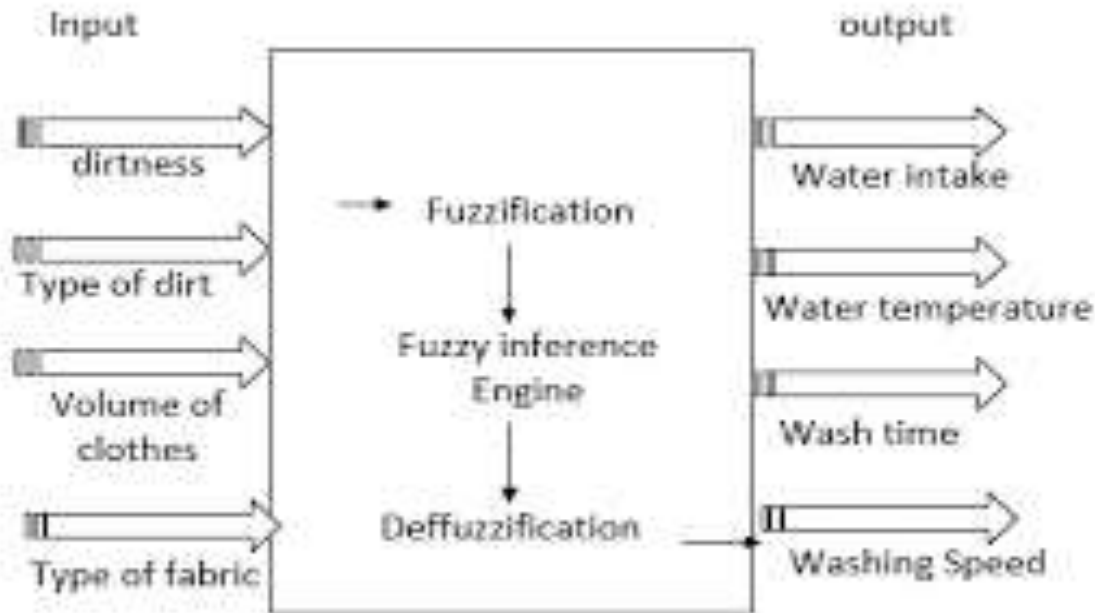 Input
output
dirtness
Type of dirt
Volume of
clothes
Type of fabric
Fuzzification
Fuzzy inference
Engine
Deffuzzification
Water intake
Water temperature
Wash time
Washing Speed